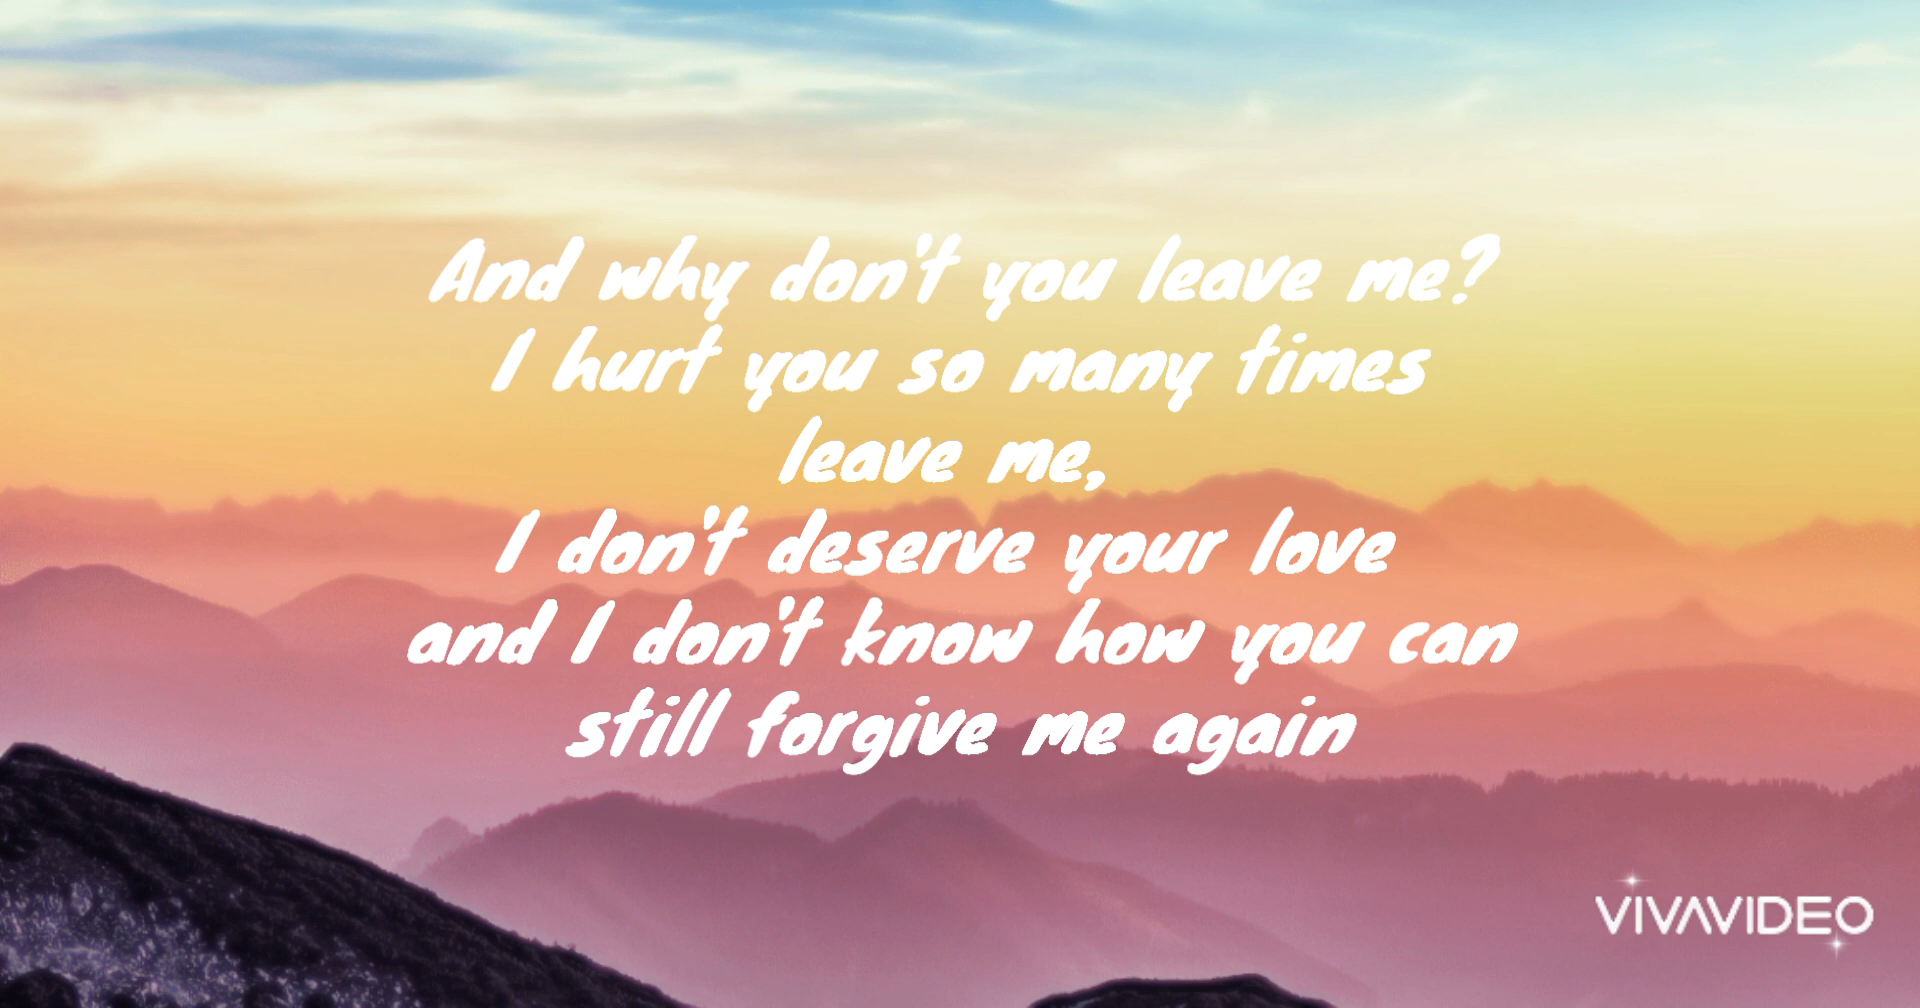 And why don't you leave me?
I hurt you so many times
leave me,
I don't deserve your love
and I don't know how you can
still forgive me again
VIVAVIDEO